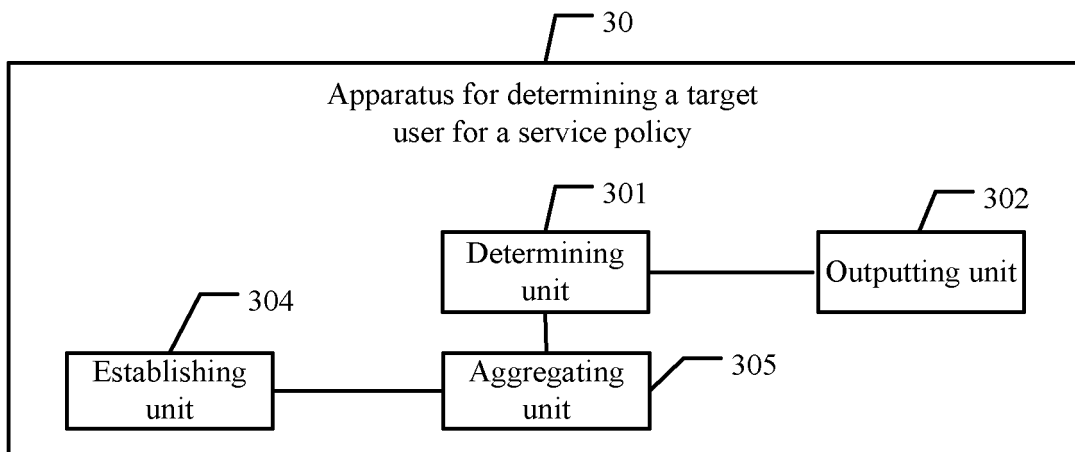 30
Apparatus for determining a target
user for a service policy
301
302
Determining
unit
Outputting unit
304
Establishing
unit
Aggregating
unit
305